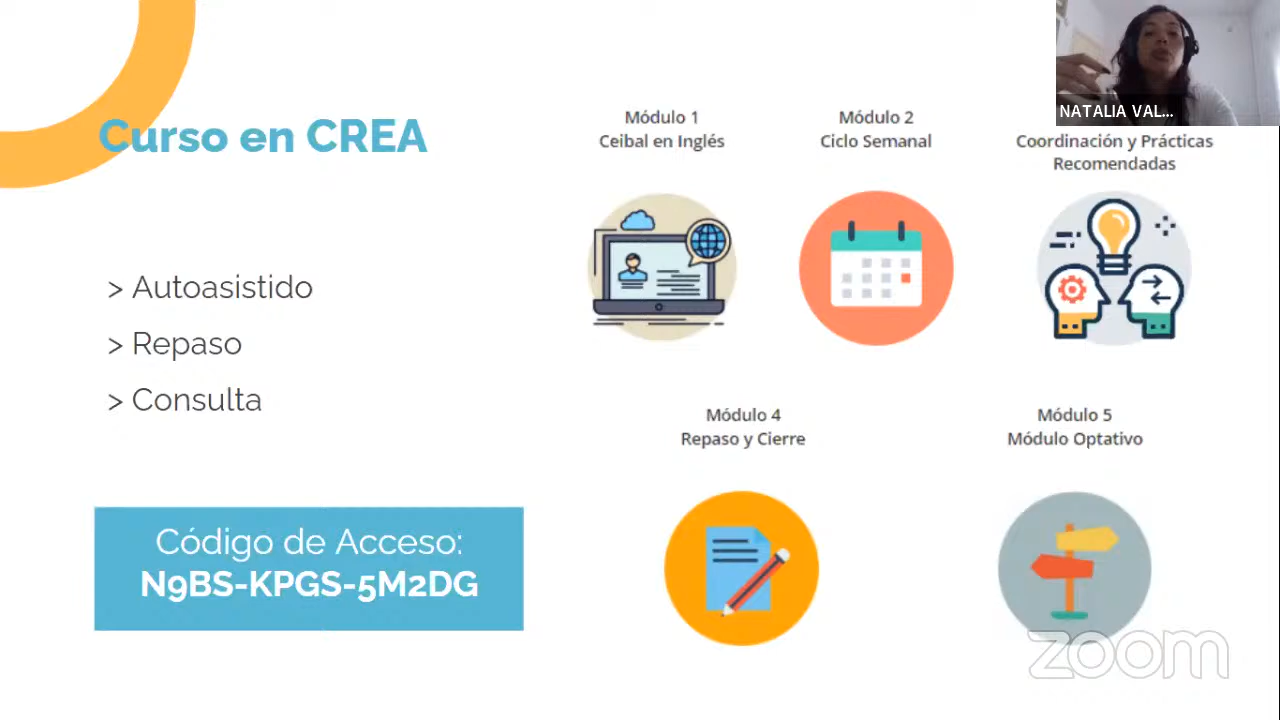 NATALIA VAL...
Curso en CREA
> Autoasistido
> Repaso
> Consulta
Código de Acceso:
N9BS-KPGS-5M2DG
Módulo 1
Ceibal en Inglés
Módulo 2
Ciclo Semanal
Coordinación y Prácticas
Recomendadas
Módulo 4
Repaso y Cierre
Módulo 5
Módulo Optativo
zoom